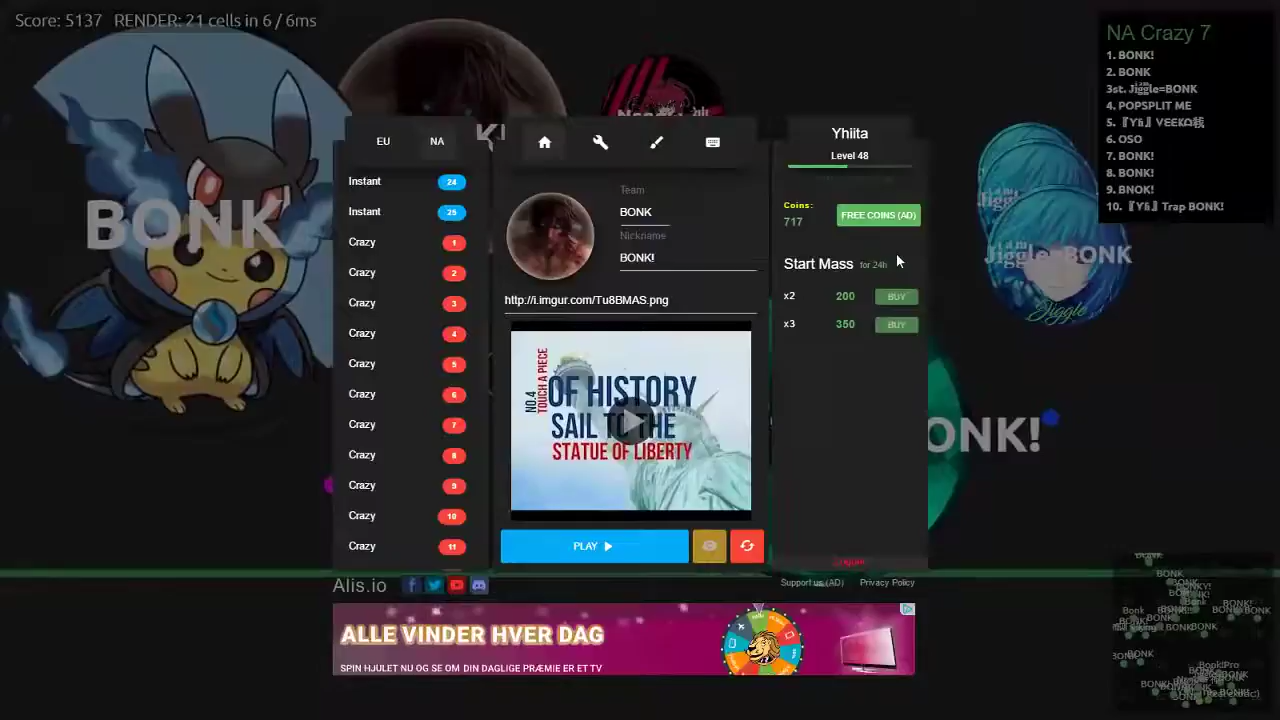 Score: 5137 RENDER: 21 cells in 6 / 6ms
NA Crazy 7
1. BONK!
2. BONK
3st. Jiggle=BONK
4. POPSPLIT ME
6. OSO
7. BONK!
8. BONK!
9. BNOK!
Trap BONK!
BONK
Jiggle=BONK
Jiggle
ONK!
K!
EU NA
Instant 24
Instant 25
Crazy 1
Crazy 2
Crazy 3
Crazy 4
Crazy 5
Crazy 6
Crazy 7
Crazy 8
Crazy 9
Crazy 10
Crazy 11
Team
BONK
Nickname
BONK!
http://i.imgur.com/Tu8BMAS.png
NO.4
TOUCH A PIECE
OF HISTORY
SAIL TO THE
STATUE OF LIBERTY
PLAY
Yhiita
Level 48
Coins:
717
FREE COINS (AD)
Start Mass for 24h
x2 200 BUY
x3 350 BUY
Alis.io
Support us (AD) Privacy Policy
ALLE VINDER HVER DAG
SPIN HJULET NU OG SE OM DIN DAGLIGE PRÆMIE ER ET TV
BONK
BONK!
BONK